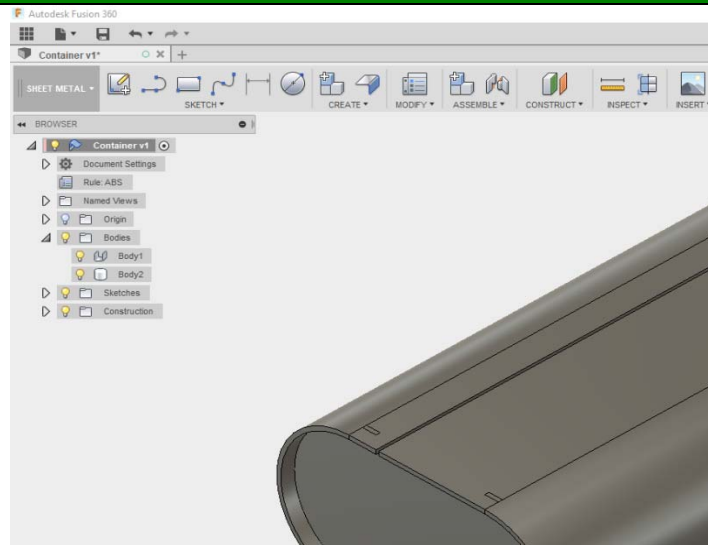 Autodesk Fusion 360
Container v1*
SHEET METAL
SKETCH
CREATE
MODIFY
ASSEMBLE
CONSTRUCT
INSPECT
INSERT
BROWSER
Container v1
Document Settings
Rule: ABS
Named Views
Origin
Bodies
Body1
Body2
Sketches
Construction